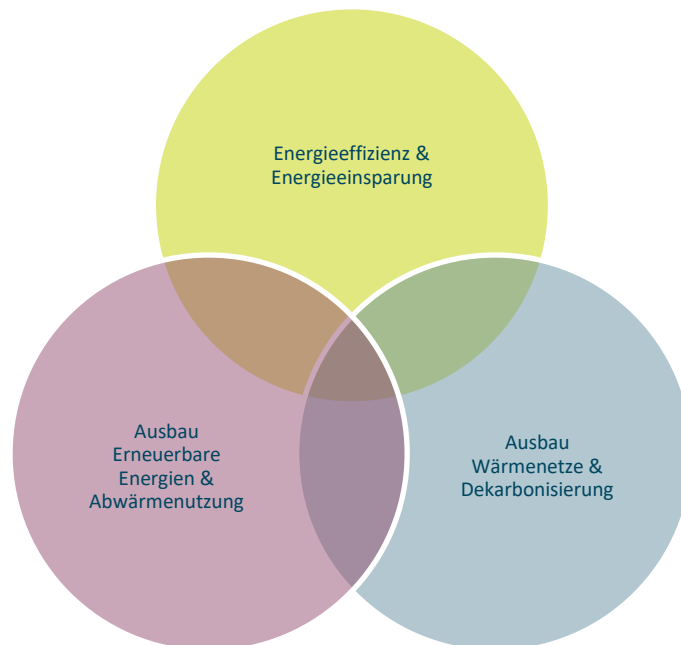 Energieeffizienz &
Energieeinsparung
Ausbau
Erneuerbare
Energien &
Abwärmenutzung
Ausbau
Wärmenetze &
Dekarbonisierung